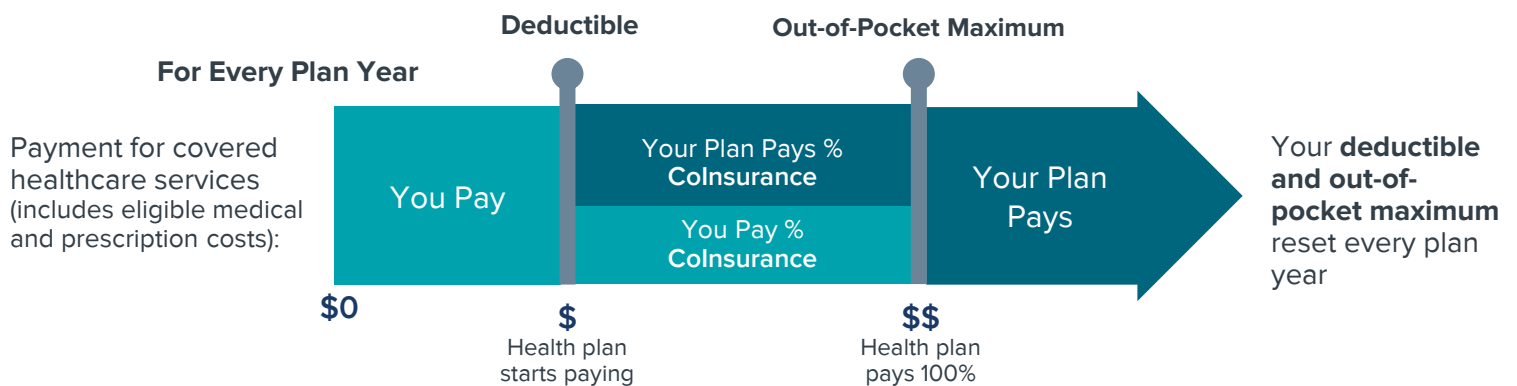 Deductible
Out-of-Pocket Maximum
For Every Plan Year
Payment for covered
healthcare services
(includes eligible medical
and prescription costs):
You Pay
Your Plan Pays %
CoInsurance
You Pay %
CoInsurance
Your Plan
Pays
Your deductible
and out-of-
pocket maximum
reset every plan
year
$0
$
Health plan
starts paying
$$
Health plan
pays 100%